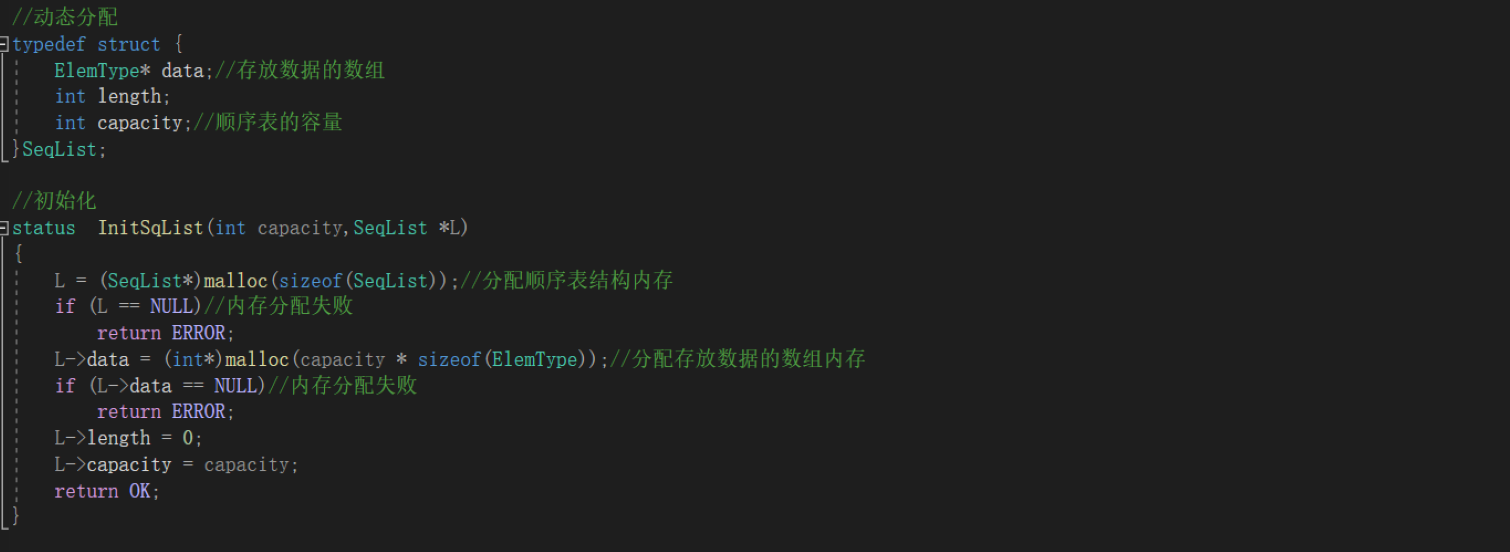 //动态分配
typedef struct {
    ElemType* data;//存放数据的数组
    int length;
    int capacity;//顺序表的容量
}SeqList;

//初始化
status  InitSqList(int capacity,SeqList *L)
{
    L = (SeqList*)malloc(sizeof(SeqList));//分配顺序表结构内存
    if (L == NULL)//内存分配失败
        return ERROR;
    L->data = (int*)malloc(capacity * sizeof(ElemType));//分配存放数据的数组内存
    if (L->data == NULL)//内存分配失败
        return ERROR;
    L->length = 0;
    L->capacity = capacity;
    return OK;
}